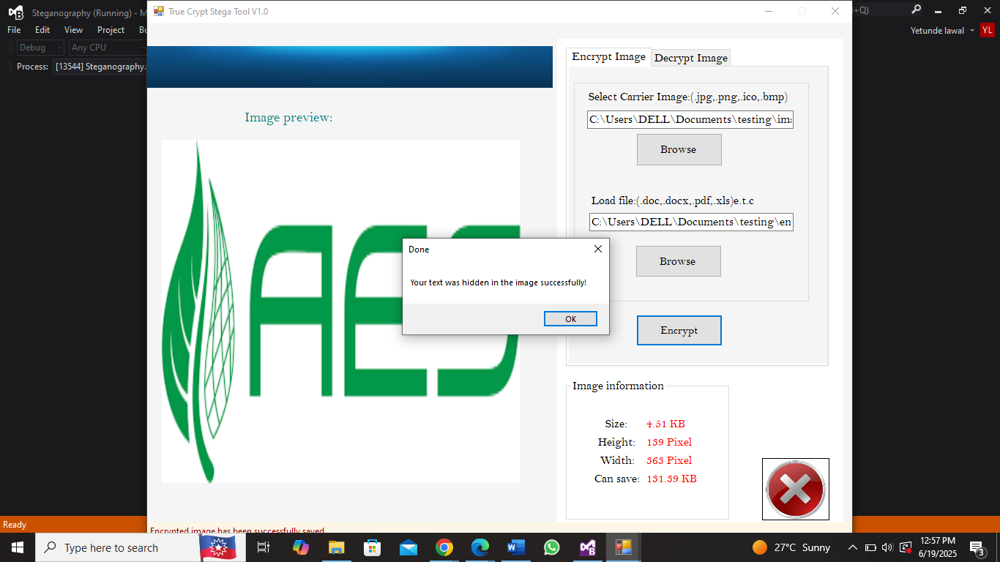 Steganography (Running) - M
True Crypt Stega Tool V1.0
+Q)
File Edit View Project Bu
Yetunde lawal YL
Debug Any CPU
Process: [13544] Steganography.
Encrypt Image Decrypt Image
Select Carrier Image:(.jpg,.png,.ico,.bmp)
C:\Users\DELL\Documents\testing\ima
Browse
Image preview:
Load file:(.doc,.docx,.pdf,.xls)e.t.c
C:\Users\DELL\Documents\testing\en
Browse
AES
Done
Your text was hidden in the image successfully!
OK
Encrypt
Image information
Size: 4.51 KB
Height: 139 Pixel
Width: 363 Pixel
Can save: 131.39 KB
Ready
Encrypted image has been successfully saved
Type here to search
27°C Sunny
12:57 PM
6/19/2025
3